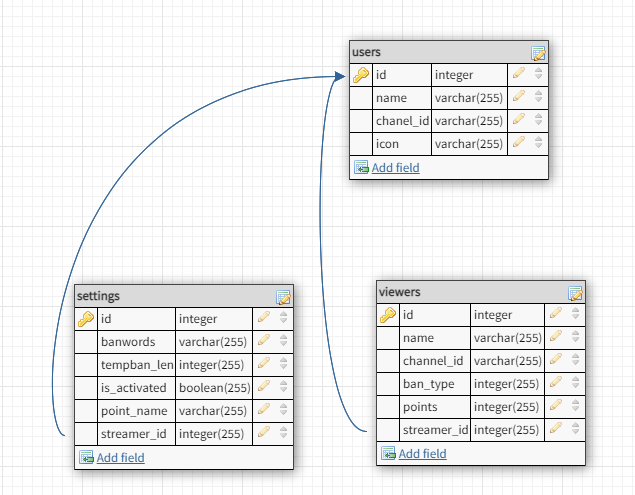 users
id integer
name varchar(255)
chanel_id varchar(255)
icon varchar(255)
Add field
settings
id integer
banwords varchar(255)
tempban_len integer(255)
is_activated boolean(255)
point_name varchar(255)
streamer_id integer(255)
Add field
viewers
id integer
name varchar(255)
channel_id varchar(255)
ban_type integer(255)
points integer(255)
streamer_id integer(255)
Add field